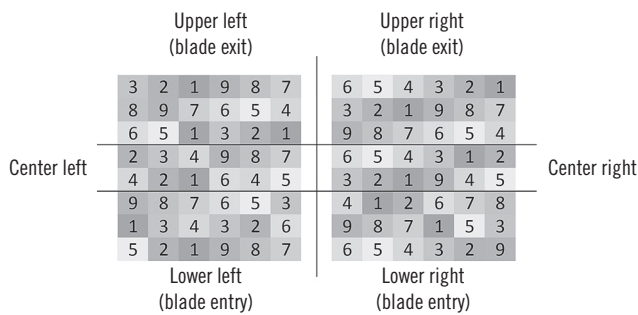 Upper left
(blade exit)
Upper right
(blade exit)
3 2 1 9 8 7 6 5 4 3 2 1
8 9 7 6 5 4 3 2 1 9 8 7
6 5 1 3 2 1 9 8 7 6 5 4
Center left
2 3 4 9 8 7 6 5 4 3 1 2
4 2 1 6 4 5 3 2 1 9 4 5
Center right
9 8 7 6 5 3 4 1 2 6 7 8
1 3 4 3 2 6 9 8 7 1 5 3
5 2 1 9 8 7 6 5 4 3 2 9
Lower left
(blade entry)
Lower right
(blade entry)